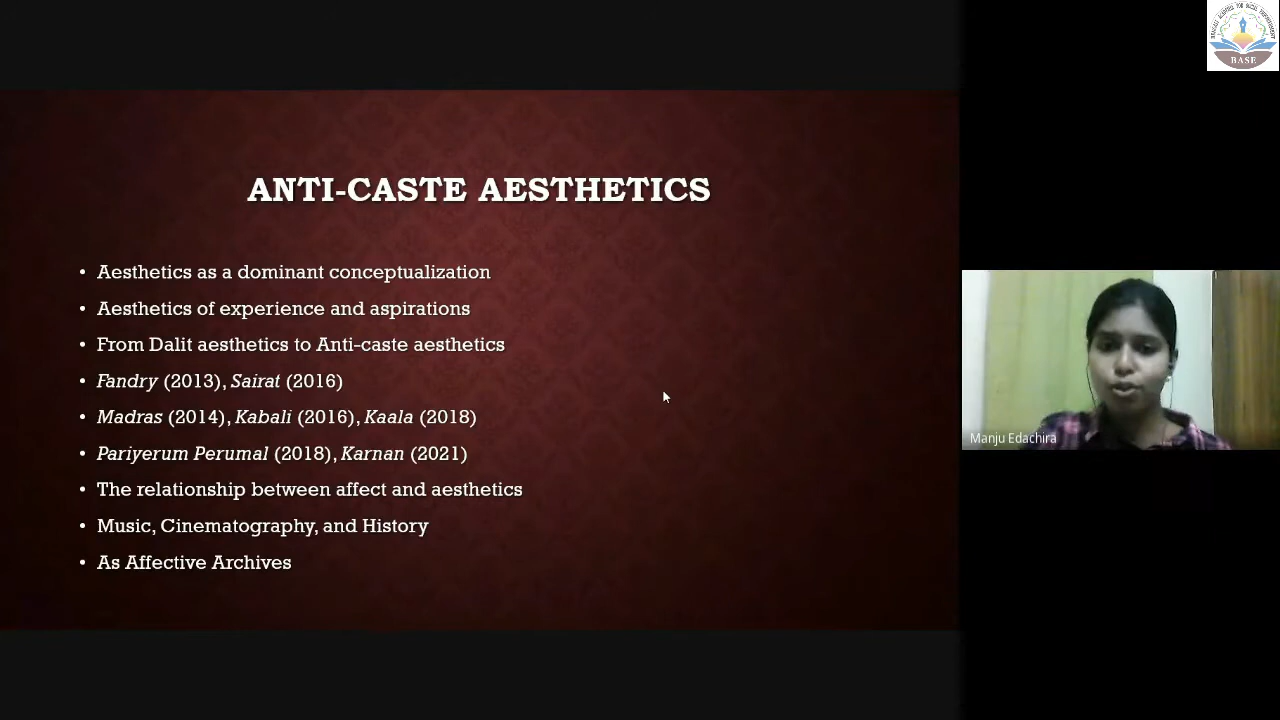 ANTI-CASTE AESTHETICS
• Aesthetics as a dominant conceptualization
• Aesthetics of experience and aspirations
• From Dalit aesthetics to Anti-caste aesthetics
• Fandry (2013), Sairat (2016)
• Madras (2014), Kabali (2016), Kaala (2018)
• Pariyerum Perumal (2018), Karnan (2021)
• The relationship between affect and aesthetics
• Music, Cinematography, and History
• As Affective Archives
Manju Edachira
BASE